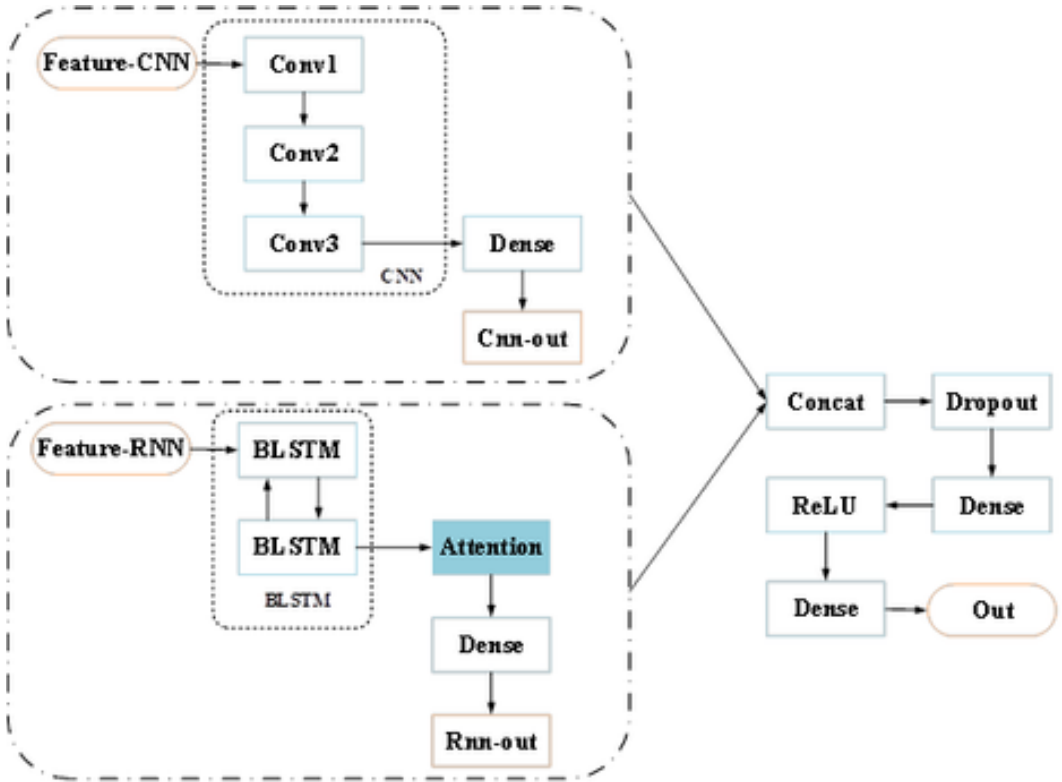 Feature-CNN
Conv1
Conv2
Conv3
CNN
Dense
Cnn-out
Feature-RNN
BLSTM
BLSTM
BLSTM
Attention
Dense
Rnn-out
Concat
Dropout
ReLU
Dense
Dense
Out